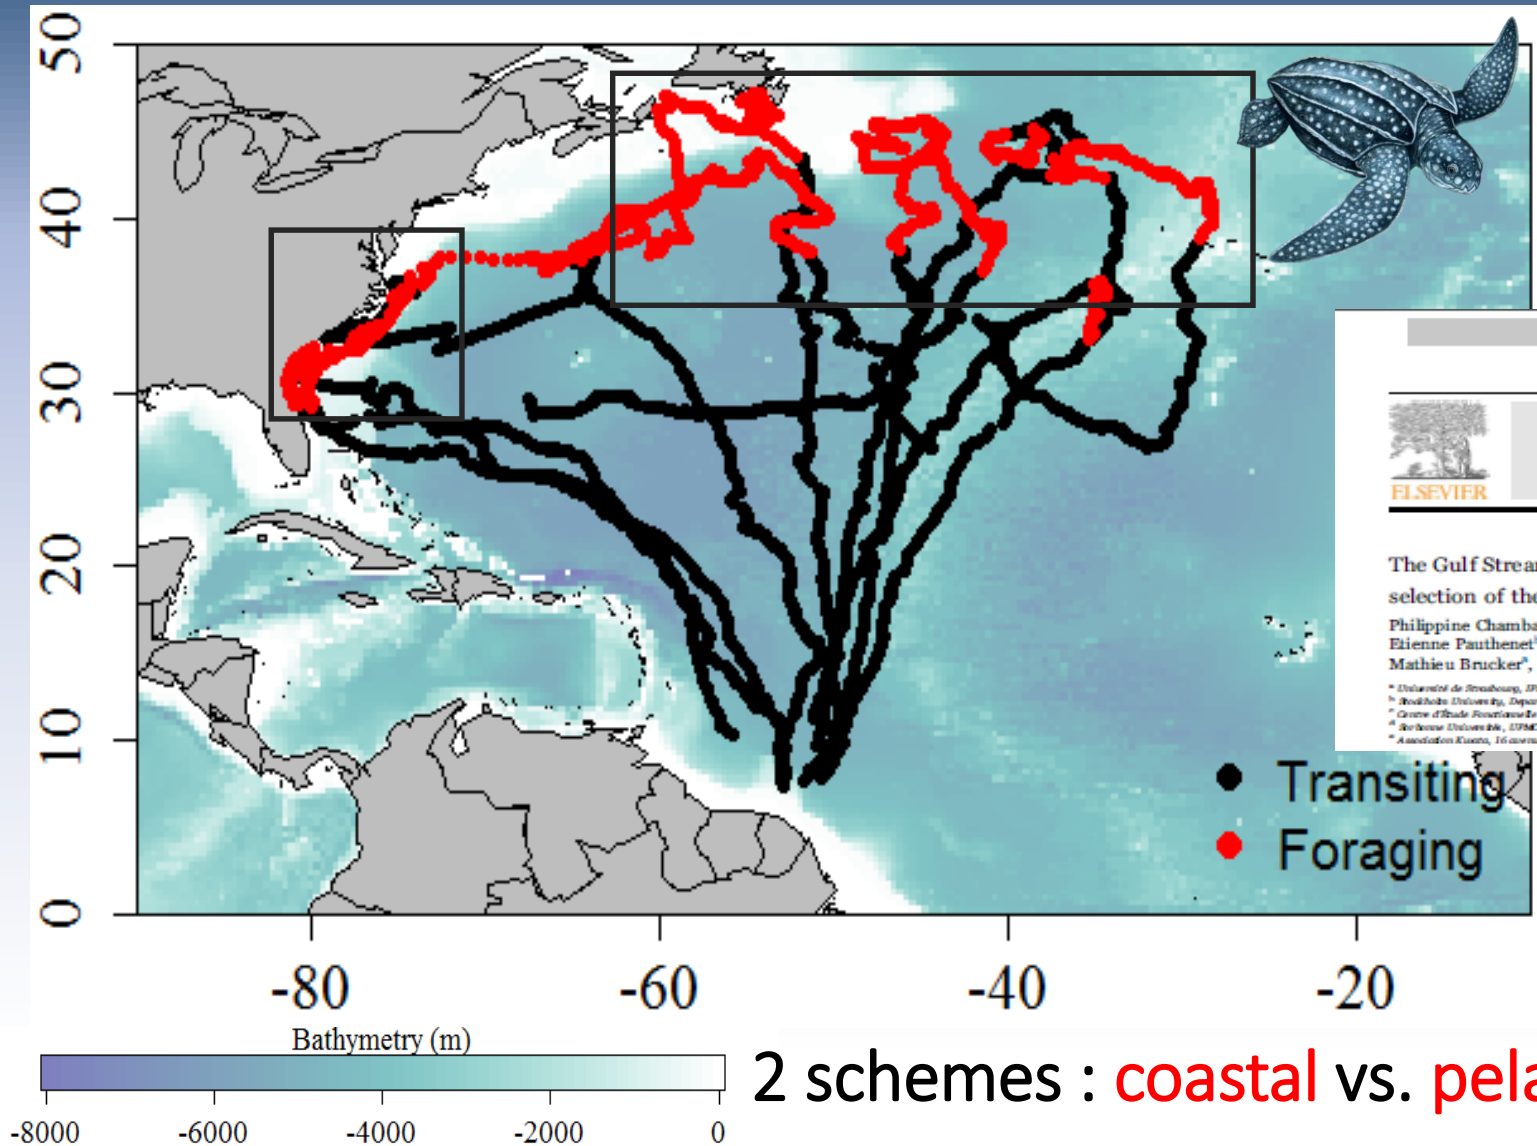 50
40
30
20
10
0
-80
-60
-40
-20
Transiting
Foraging
Bathymetry (m)
-8000
-6000
-4000
-2000
0
2 schemes : coastal vs. pela
ELSEVIER
The Gulf Strea
selection of the
Philippine Chamba
Etienne Pauthenet
Mathieu Brucker,